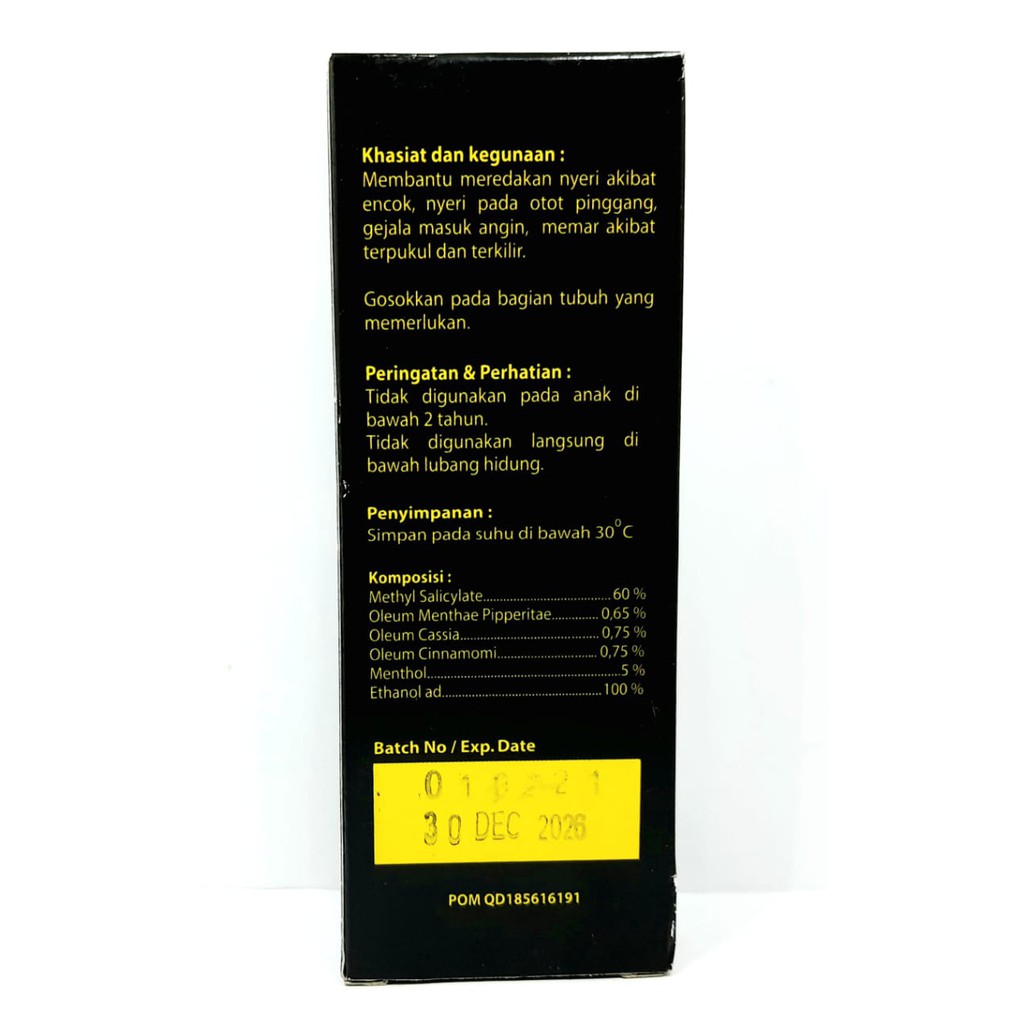 Khasiat dan kegunaan :
Membantu meredakan nyeri akibat
encok, nyeri pada otot pinggang,
gejala masuk angin, memar akibat
terpukul dan terkilir.
Gosokkan pada bagian tubuh yang
memerlukan.
Peringatan & Perhatian :
Tidak digunakan pada anak di
bawah 2 tahun.
Tidak digunakan langsung di
bawah lubang hidung.
Penyimpanan :
Simpan pada suhu di bawah 30⁰C
Komposisi :
Methyl Salicylate.....................................60 %
Oleum Menthae Pipperitae.............0,65 %
Oleum Cassia........................................0,75 %
Oleum Cinnamomi.............................0,75 %
Menthol........................................................5 %
Ethanol ad..............................................100 %
Batch No / Exp. Date
30 DEC 2026
POM QD185616191